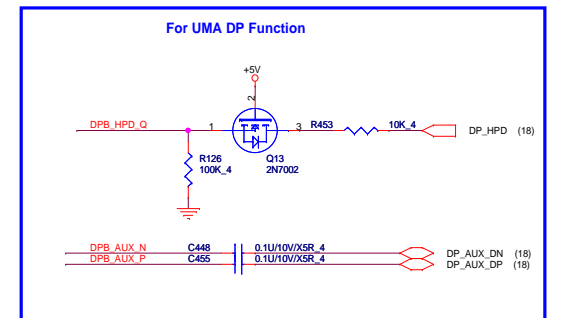 For UMA DP Function
+5V
2
DPB_HPD_Q 1 3 R453 10K_4 DP_HPD (18)
R126 Q13
100K_4 2N7002
DPB_AUX_N C448 0.1U/10V/X5R_4 DP_AUX_DN (18)
DPB_AUX_P C455 0.1U/10V/X5R_4 DP_AUX_DP (18)